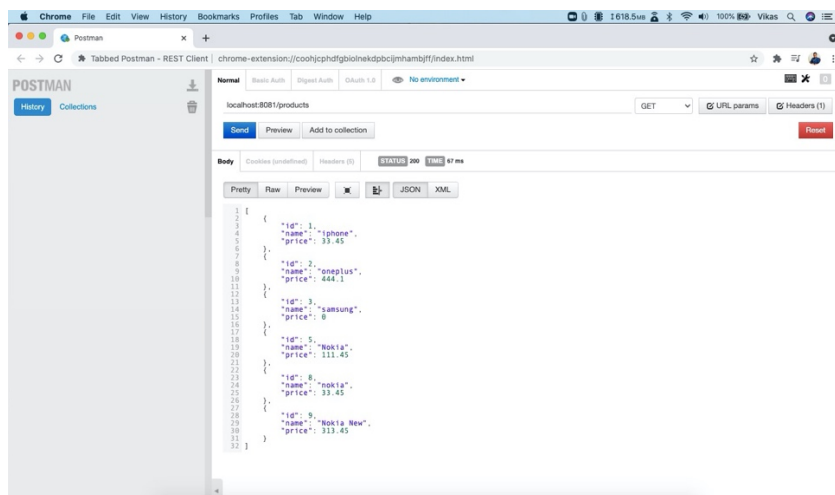 Chrome File Edit View History Bookmarks Profiles Tab Window Help
618.5MB 100% Vikas
Postman
Tabbed Postman - REST Client | chrome-extension://coohjcphdfgbiolnekdpbcijmhambjff/index.html
POSTMAN
History Collections
Normal Basic Auth Digest Auth OAuth 1.0 No environment
localhost:8081/products GET URL params Headers (1)
Send Preview Add to collection Reset
Body Cookies (undefined) Headers (5) STATUS 200 TIME 67 ms
Pretty Raw Preview JSON XML
1 [
2 {
3 "id": 1,
4 "name": "iphone",
5 "price": 33.45
6 },
7 {
8 "id": 2,
9 "name": "oneplus",
10 "price": 444.1
11 },
12 {
13 "id": 3,
14 "name": "samsung",
15 "price": 0
16 },
17 {
18 "id": 5,
19 "name": "Nokia",
20 "price": 111.45
21 },
22 {
23 "id": 8,
24 "name": "nokia",
25 "price": 33.45
26 },
27 {
28 "id": 9,
29 "name": "Nokia New",
30 "price": 313.45
31 }
32 ]